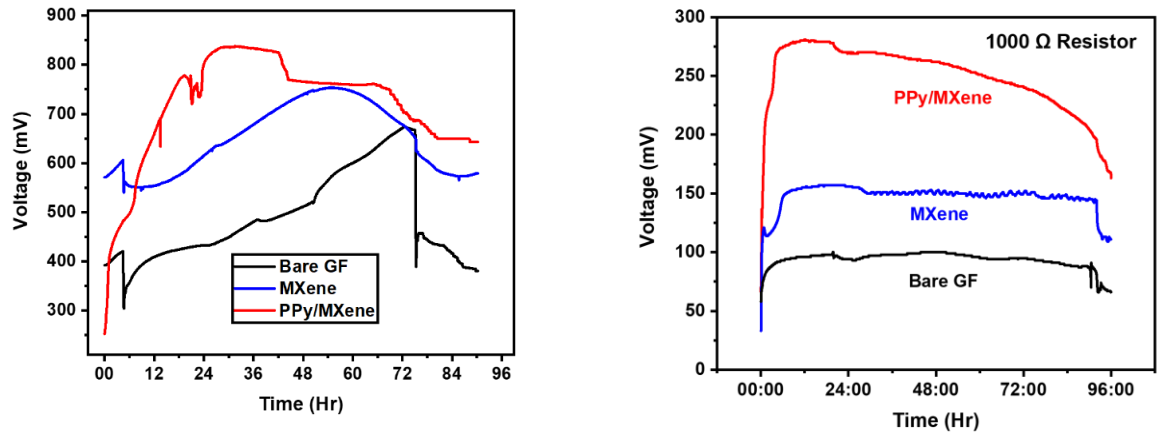 900
800
700
600
500
400
300
Voltage (mV)
Bare GF
MXene
PPy/MXene
00 12 24 36 48 60 72 84 96
Time (Hr)
300
250
200
150
100
50
0
Voltage (mV)
1000 Ω Resistor
PPy/MXene
MXene
Bare GF
00:00 24:00 48:00 72:00 96:00
Time (Hr)